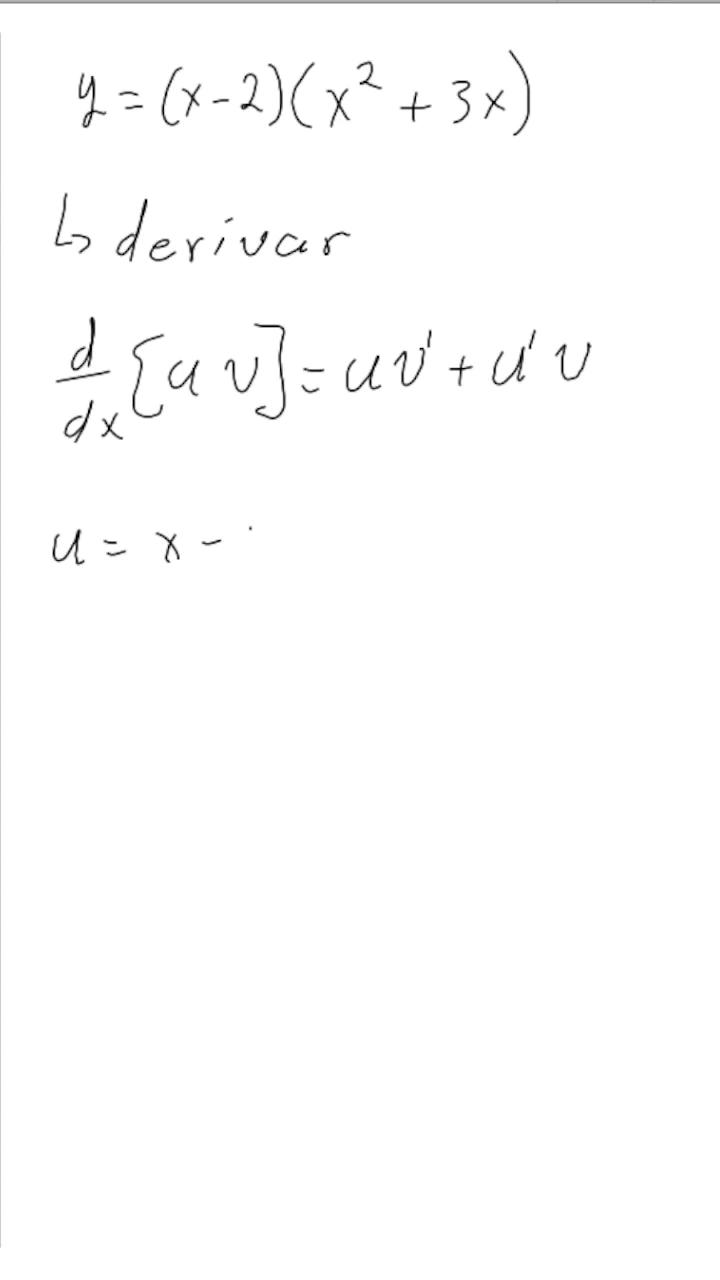 y = (x-2)(x² + 3x)
↳ derivar
d/dx [u v] = u v' + u' v
u = x -